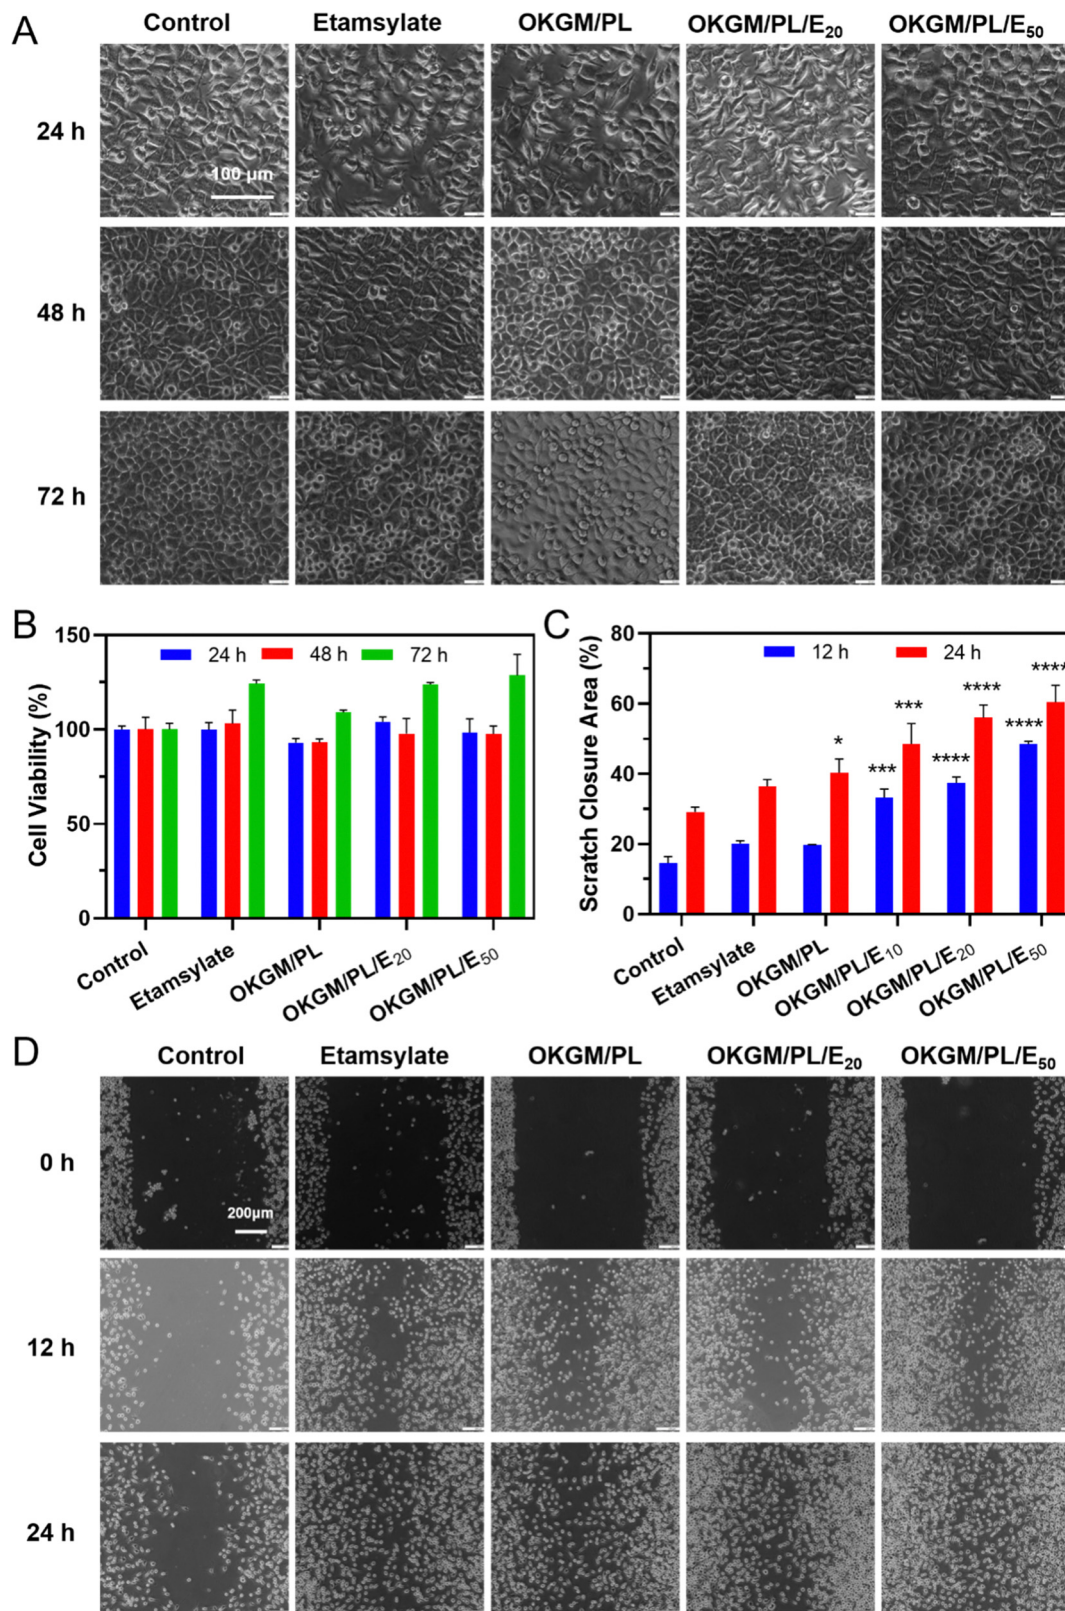 A
Control Etamsylate OKGM/PL OKGM/PL/E₂₀ OKGM/PL/E₅₀
24 h
100 μm
48 h
72 h
B
150
24 h 48 h 72 h
100
50
0
Cell Viability (%)
Control Etamsylate OKGM/PL OKGM/PL/E₂₀ OKGM/PL/E₅₀
C
80
12 h 24 h
60
40
20
0
Scratch Closure Area (%)
* *** *** **** **** **** ****
Control Etamsylate OKGM/PL OKGM/PL/E₁₀ OKGM/PL/E₂₀ OKGM/PL/E₅₀
D
Control Etamsylate OKGM/PL OKGM/PL/E₂₀ OKGM/PL/E₅₀
0 h
200μm
12 h
24 h